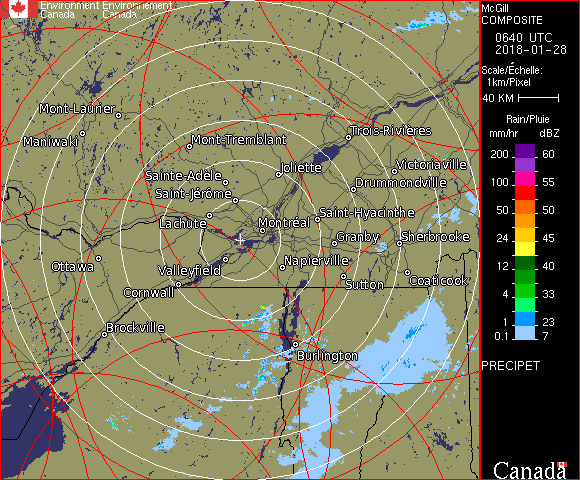 Environment Environnement
Canada Canada
McGill
COMPOSITE
0640 UTC
2018-01-28
Scale/Échelle:
1km/Pixel
40 KM
Rain/Pluie
mm/hr dBZ
200 60
100 55
50 50
24 45
12 40
4 33
1 23
0.1 7
PRECIPET
Canada
Mont-Laurier
Maniwaki
Mont-Tremblant
Trois-Rivières
Sainte-Adèle
Joliette
Victoriaville
Saint-Jérôme
Drummondville
Lachute
Montréal
Saint-Hyacinthe
Granby
Sherbrooke
Ottawa
Valleyfield
Napierville
Cornwall
Sutton
Coaticook
Brockville
Burlington